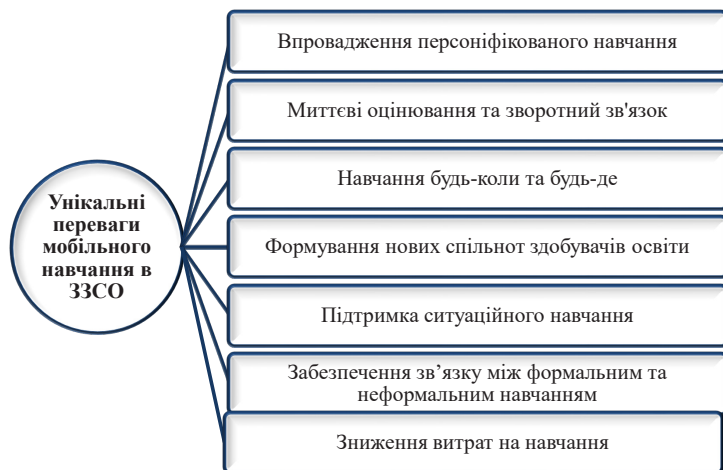 Унікальні
переваги
мобільного
навчання в
ЗЗСО
Впровадження персоніфікованого навчання
Миттєві оцінювання та зворотний зв'язок
Навчання будь-коли та будь-де
Формування нових спільнот здобувачів освіти
Підтримка ситуаційного навчання
Забезпечення зв’язку між формальним та
неформальним навчанням
Зниження витрат на навчання